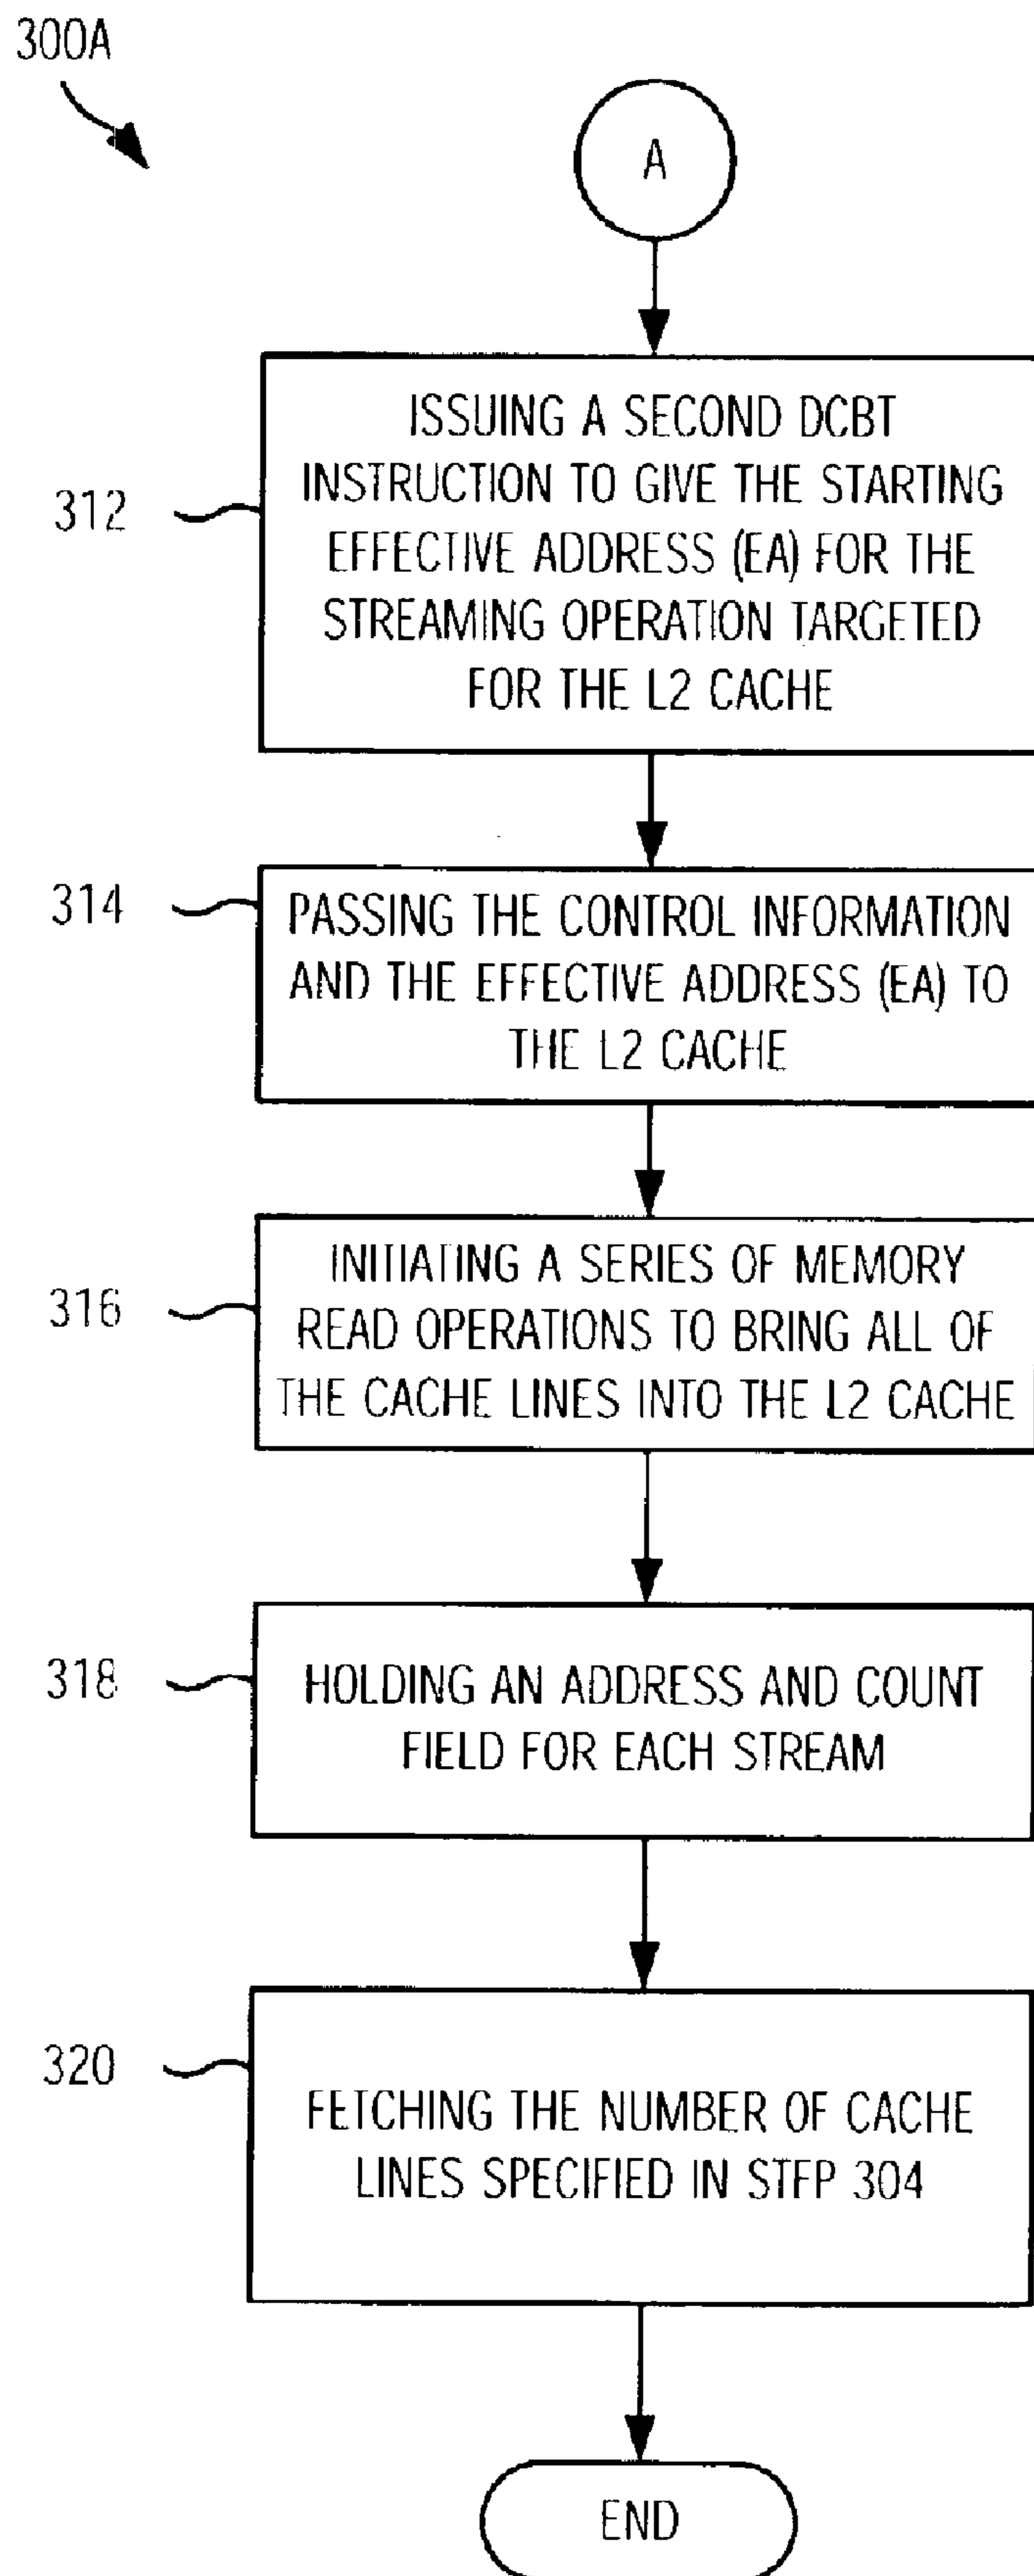 300A
A
312
ISSUING A SECOND DCBT
INSTRUCTION TO GIVE THE STARTING
EFFECTIVE ADDRESS (EA) FOR THE
STREAMING OPERATION TARGETED
FOR THE L2 CACHE
314
PASSING THE CONTROL INFORMATION
AND THE EFFECTIVE ADDRESS (EA) TO
THE L2 CACHE
316
INITIATING A SERIES OF MEMORY
READ OPERATIONS TO BRING ALL OF
THE CACHE LINES INTO THE L2 CACHE
318
HOLDING AN ADDRESS AND COUNT
FIELD FOR EACH STREAM
320
FETCHING THE NUMBER OF CACHE
LINES SPECIFIED IN STEP 304
END